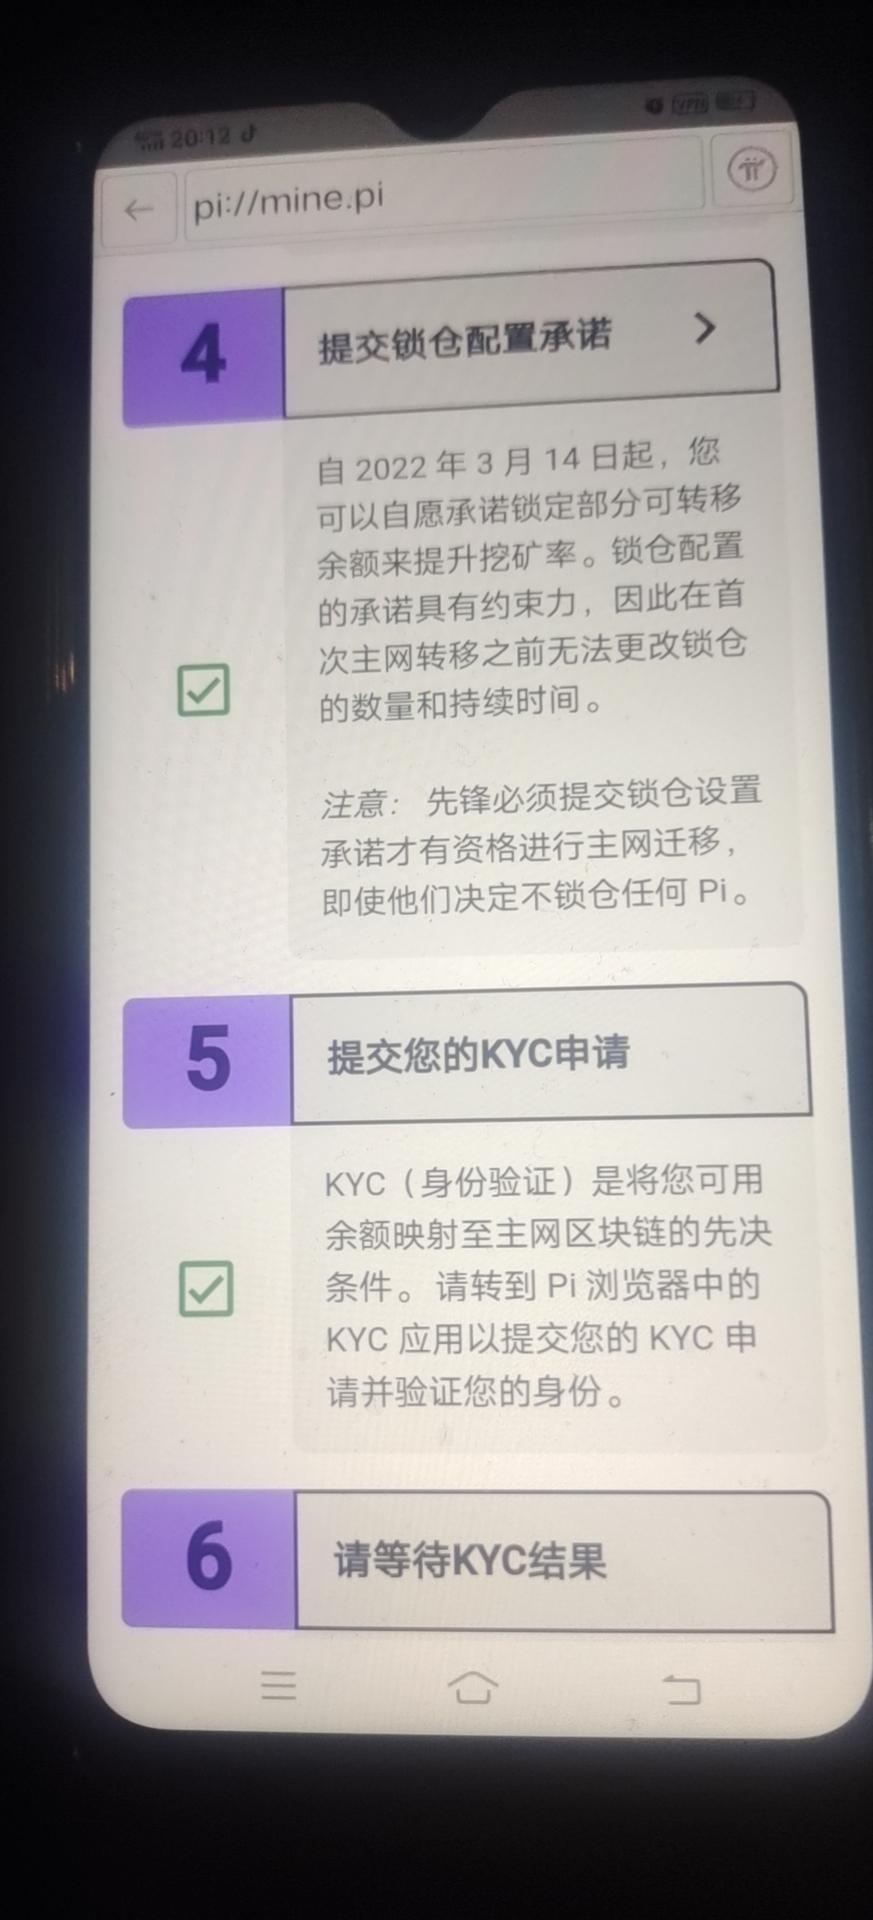 20:12
VPN
pi://mine.pi
4
提交锁仓配置承诺
自 2022 年 3 月 14 日起，您
可以自愿承诺锁定部分可转移
余额来提升挖矿率。锁仓配置
的承诺具有约束力，因此在首
次主网转移之前无法更改锁仓
的数量和持续时间。
注意： 先锋必须提交锁仓设置
承诺才有资格进行主网迁移，
即使他们决定不锁仓任何 Pi。
5
提交您的KYC申请
KYC（身份验证）是将您可用
余额映射至主网区块链的先决
条件。请转到 Pi 浏览器中的
KYC 应用以提交您的 KYC 申
请并验证您的身份。
6
请等待KYC结果